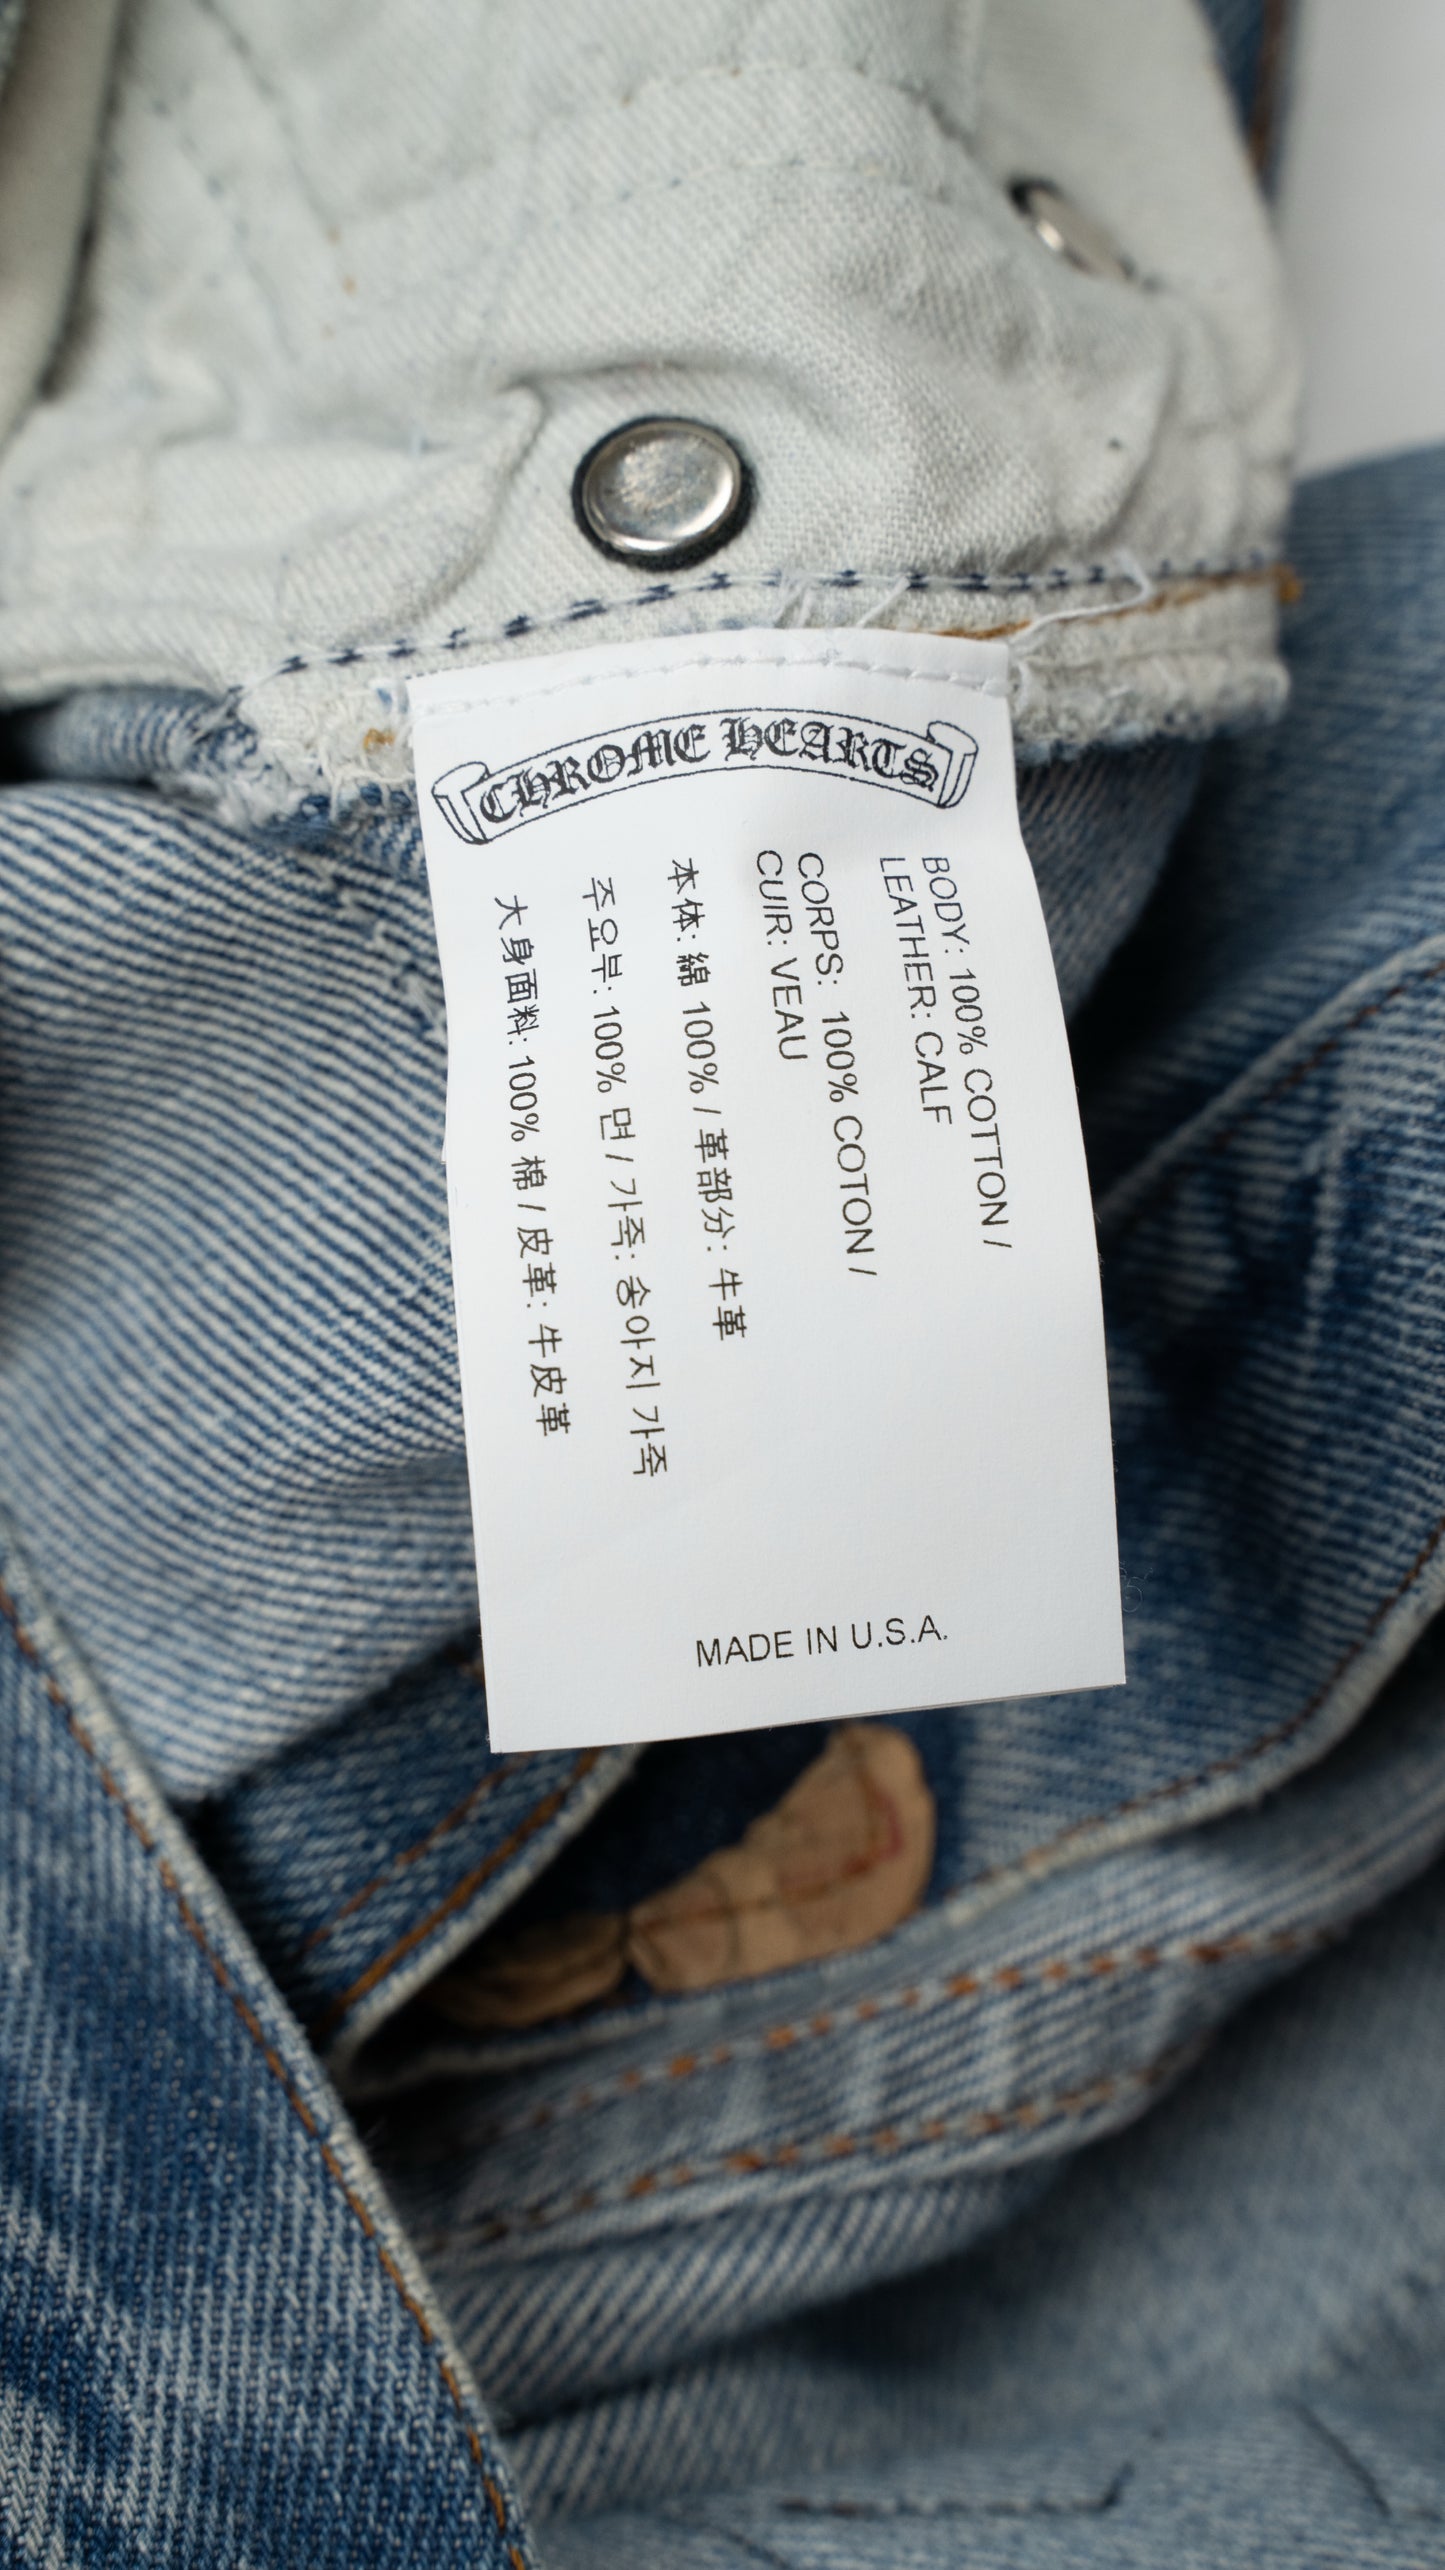 CHROME HEARTS
BODY: 100% COTTON /
LEATHER: CALF
CORPS: 100% COTON /
CUIR: VEAU
本体: 綿 100% / 革部分: 牛革
주요부: 100% 면 / 가죽: 송아지 가죽
大身面料: 100% 棉 / 皮革: 牛皮革
MADE IN U.S.A.